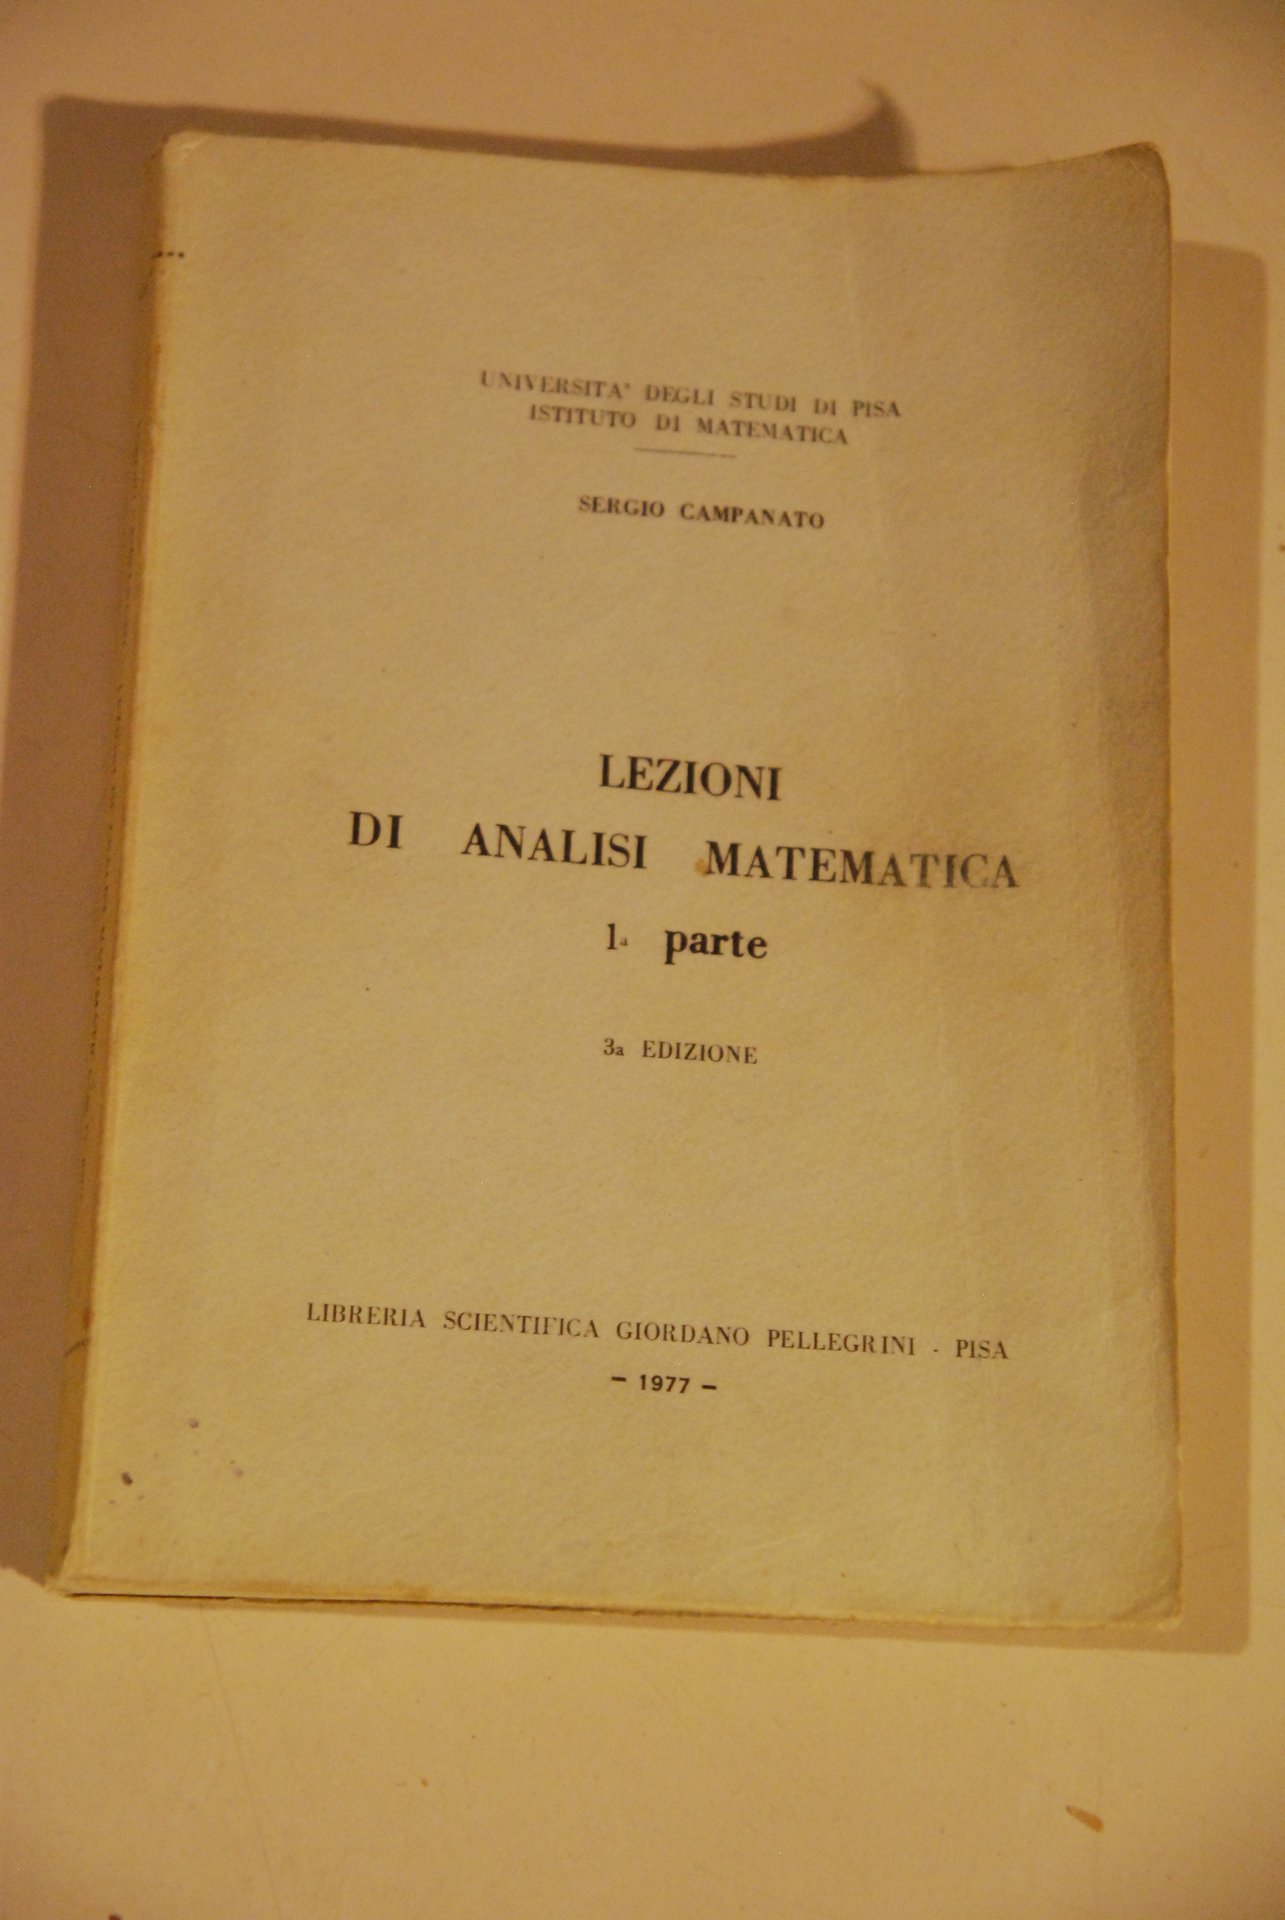 UNIVERSITA' DEGLI STUDI DI PISA
ISTITUTO DI MATEMATICA
SERGIO CAMPANATO
LEZIONI
DI ANALISI MATEMATICA
1a parte
3a EDIZIONE
LIBRERIA SCIENTIFICA GIORDANO PELLEGRINI - PISA
- 1977 -